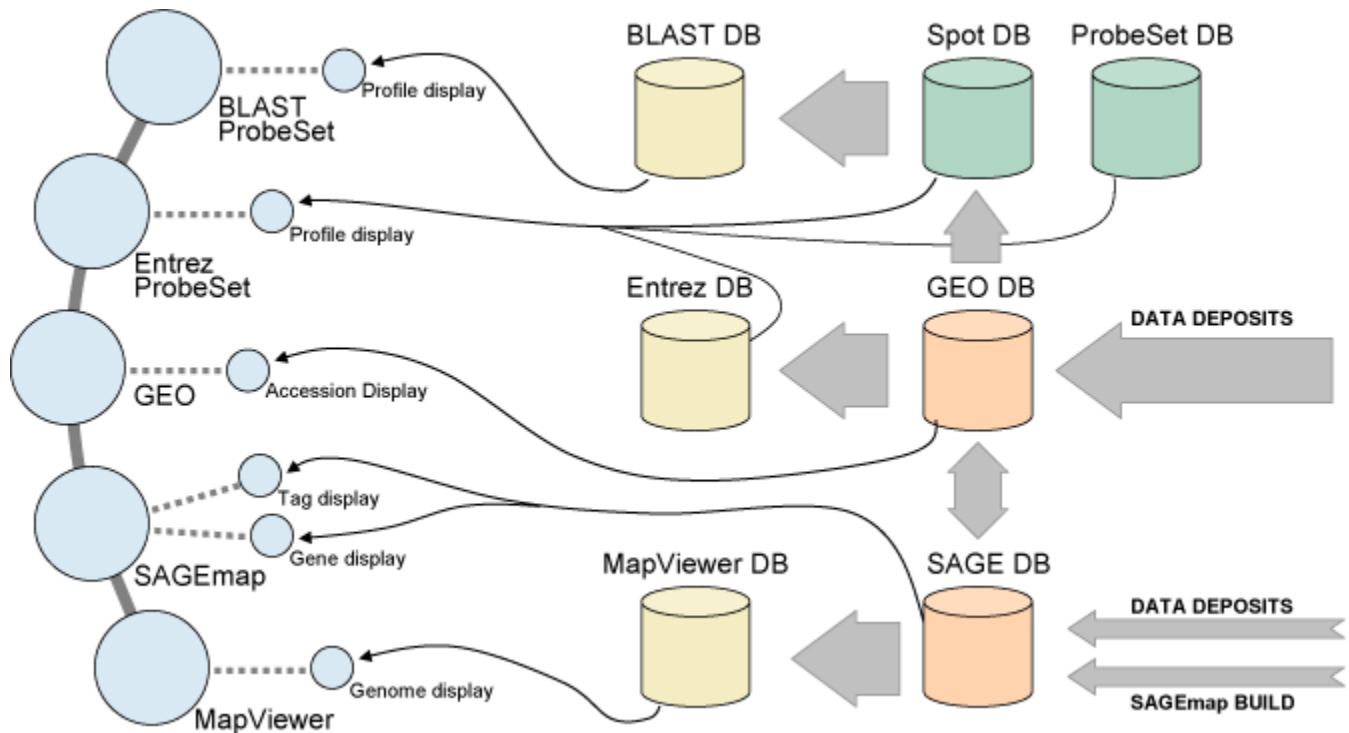 BLAST DB
Spot DB
ProbeSet DB
Profile display
BLAST
ProbeSet
Profile display
Entrez
ProbeSet
Entrez DB
GEO DB
DATA DEPOSITS
Accession Display
GEO
Tag display
Gene display
SAGEmap
MapViewer DB
SAGE DB
DATA DEPOSITS
SAGEmap BUILD
Genome display
MapViewer